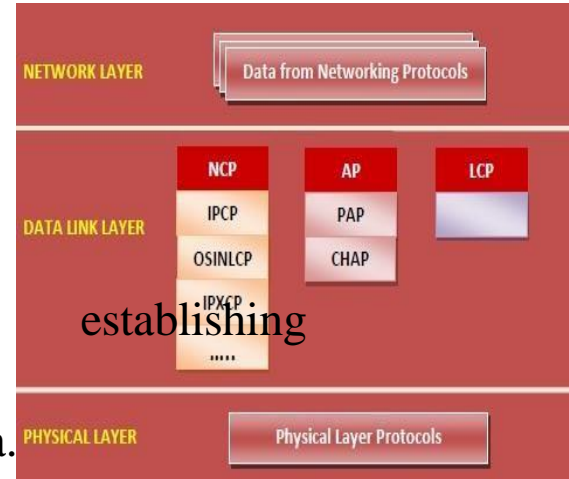 NETWORK LAYER
Data from Networking Protocols
NCP AP LCP
IPCP PAP
DATA LINK LAYER
OSINLCP CHAP
IPXCP
establishing
.....
PHYSICAL LAYER
Physical Layer Protocols